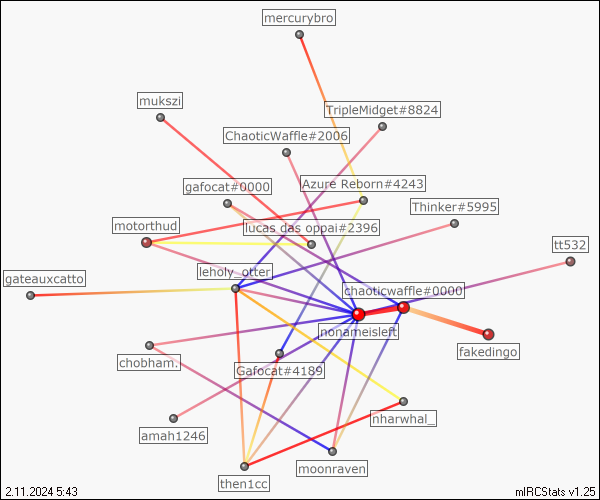 mercurybro
mukszi
TripleMidget#8824
ChaoticWaffle#2006
gafocat#0000
Azure Reborn#4243
Thinker#5995
motorthud
lucas das oppai#2396
tt532
gateauxcatto
leholy_otter
chaoticwaffle#0000
nonameisleft
chobham.
Gafocat#4189
fakedingo
nharwhal_
amah1246
then1cc
moonraven
2.11.2024 5:43
mIRCStats v1.25